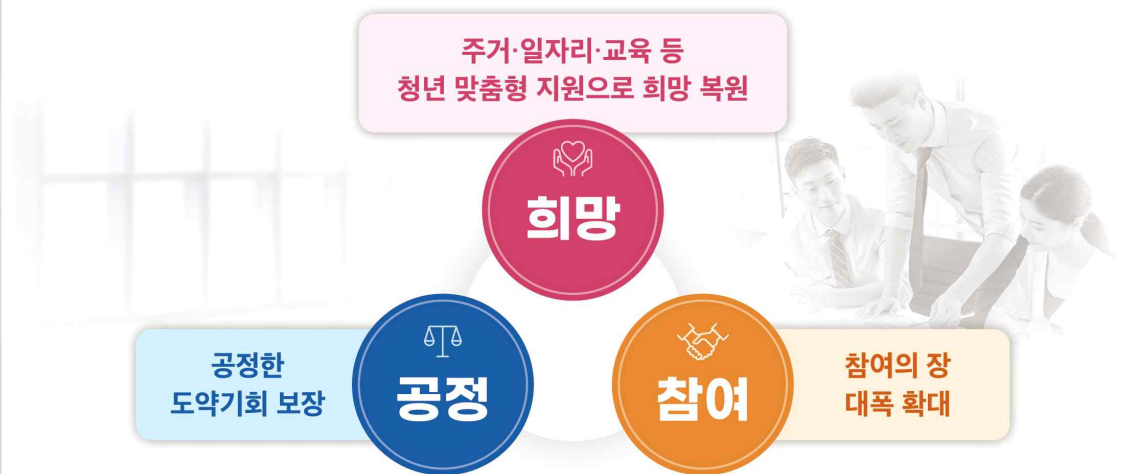 주거·일자리·교육 등
청년 맞춤형 지원으로 희망 복원
희망
공정한
도약기회 보장
공정
참여
참여의 장
대폭 확대